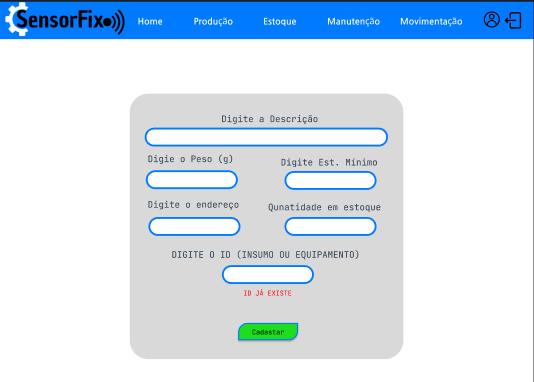 SensorFix
Home Produção Estoque Manutenção Movimentação
Digite a Descrição
Digie o Peso (g)
Digite Est. Mínimo
Digite o endereço
Qunatidade em estoque
DIGITE O ID (INSUMO OU EQUIPAMENTO)
ID JÁ EXISTE
Cadastar